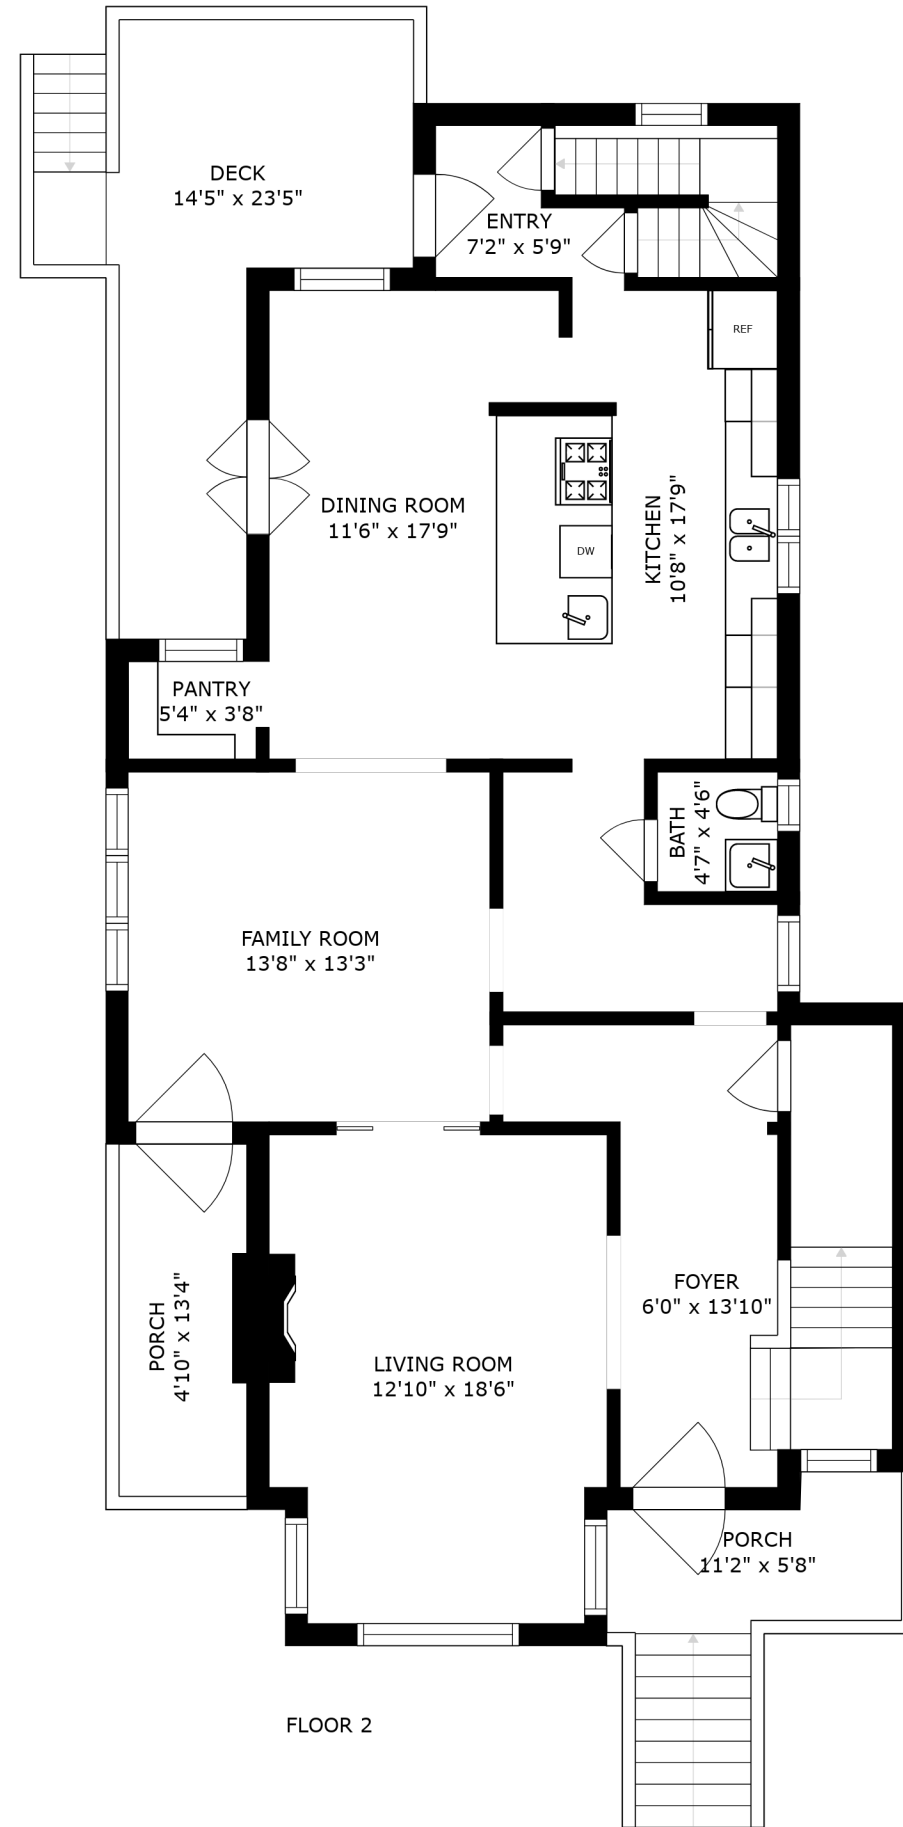 DECK
14'5" x 23'5"
ENTRY
7'2" x 5'9"
REF
DINING ROOM
11'6" x 17'9"
KITCHEN
10'8" x 17'9"
DW
PANTRY
5'4" x 3'8"
BATH
4'7" x 4'6"
FAMILY ROOM
13'8" x 13'3"
FOYER
6'0" x 13'10"
PORCH
4'10" x 13'4"
LIVING ROOM
12'10" x 18'6"
PORCH
11'2" x 5'8"
FLOOR 2